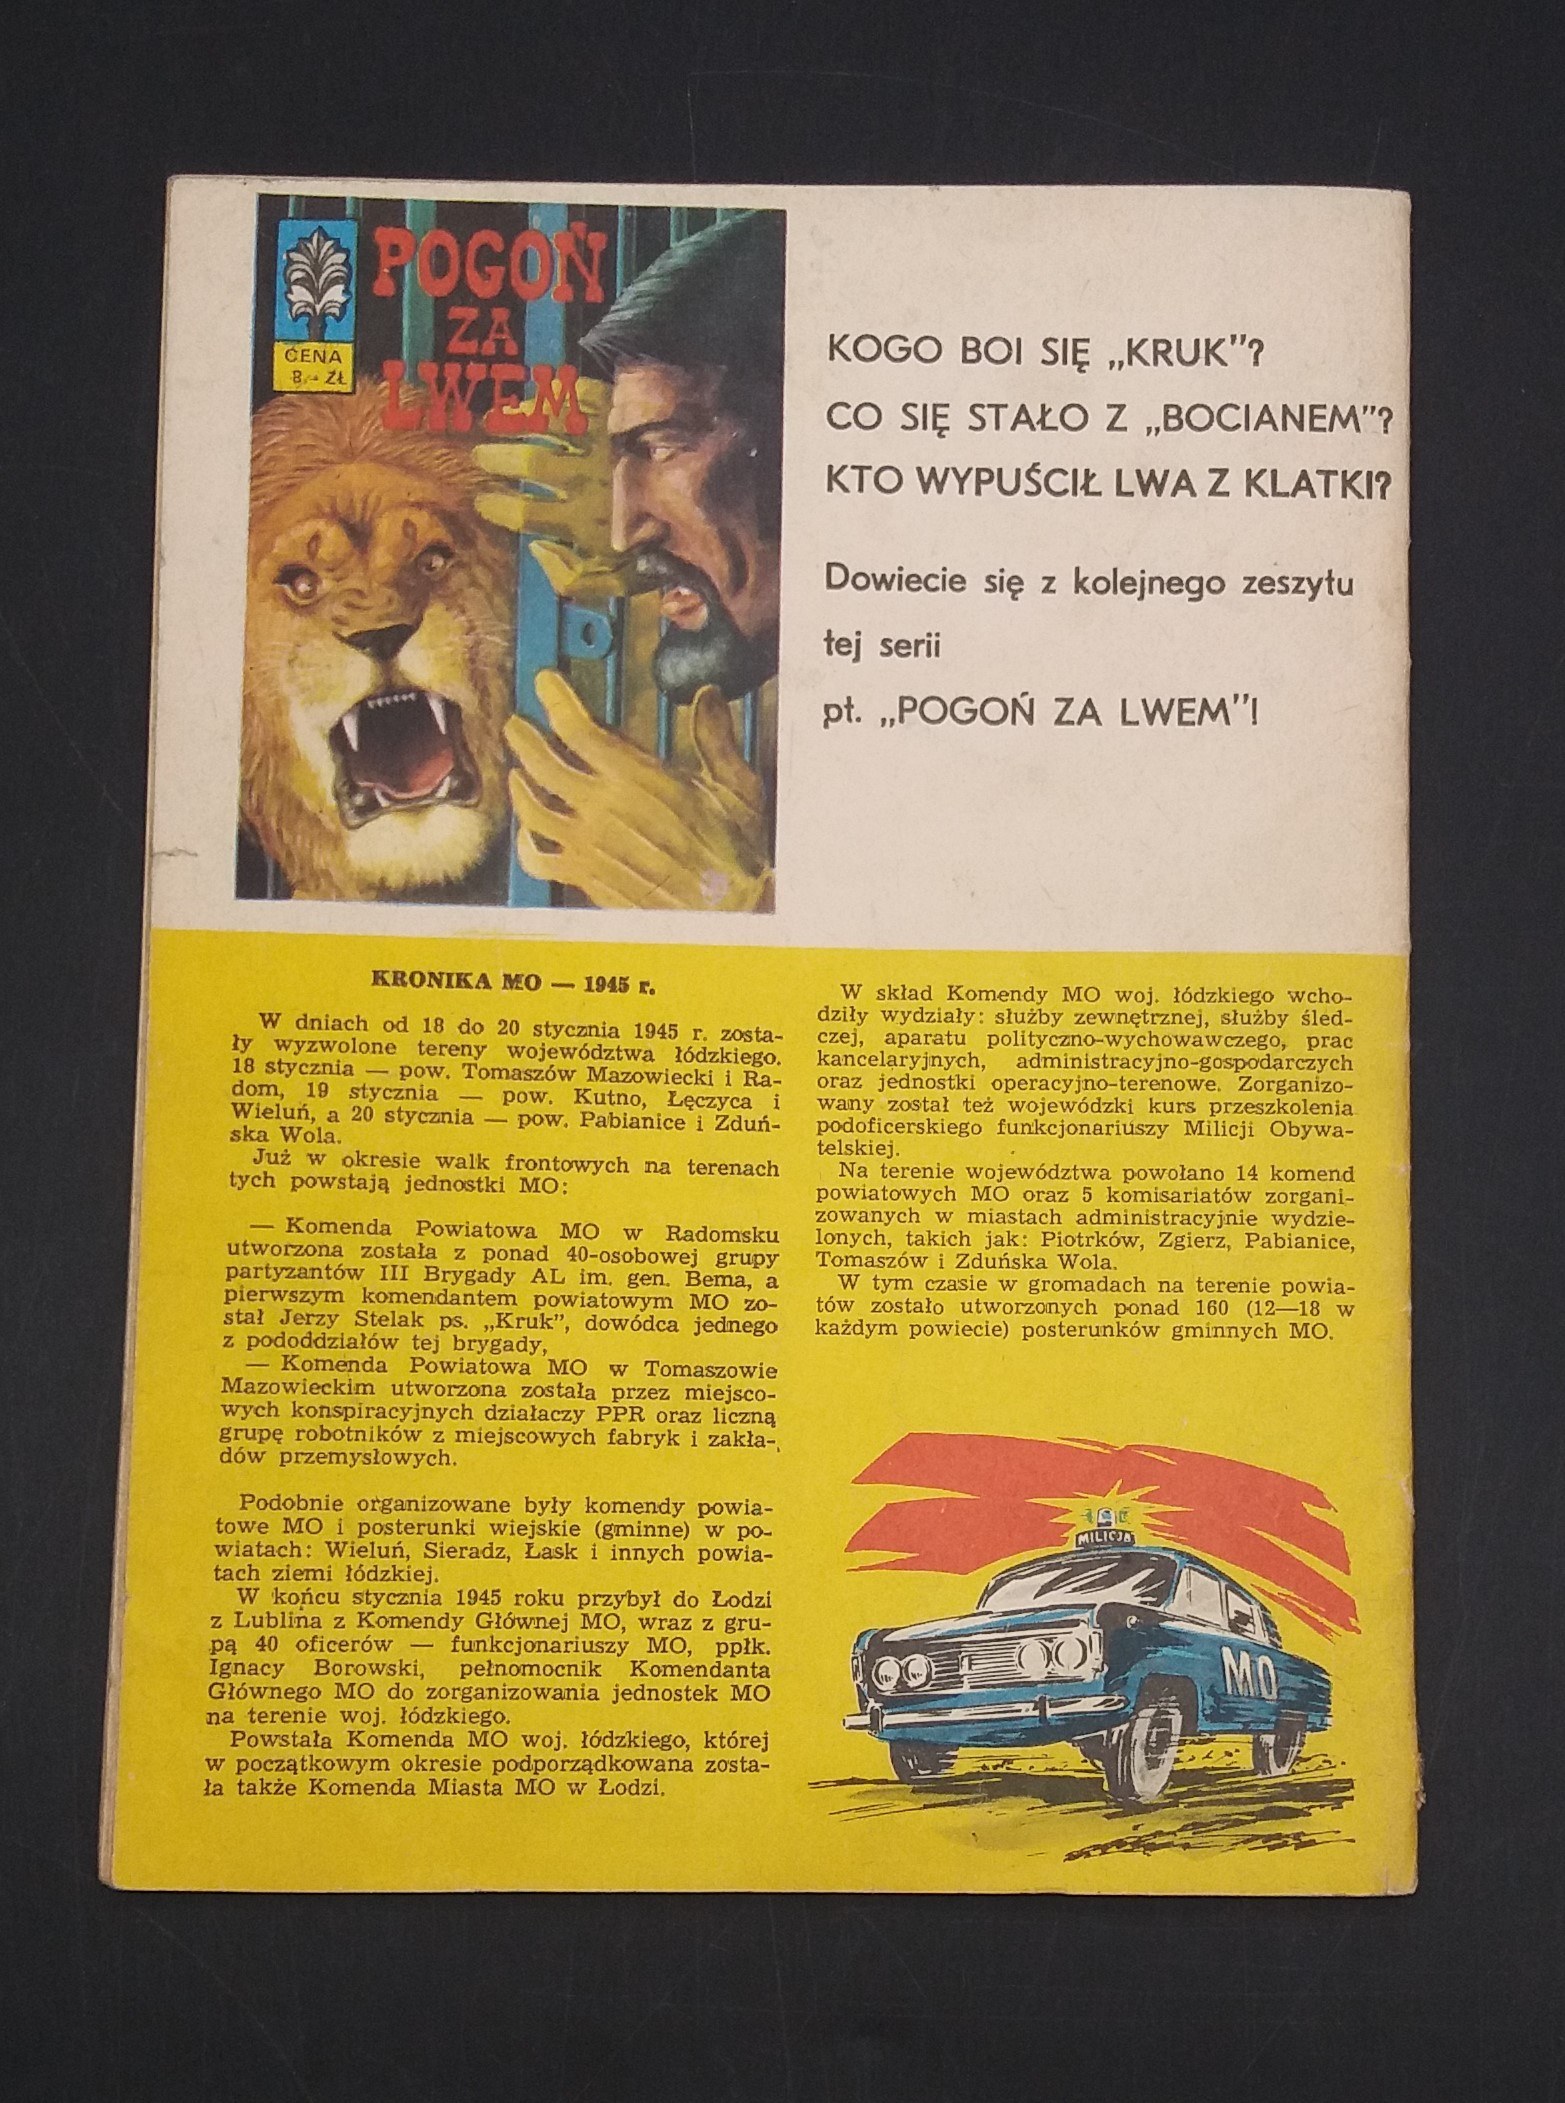 POGOŃ
ZA
LWEM
CENA
8.- ZŁ
KOGO BOI SIĘ „KRUK”?
CO SIĘ STAŁO Z „BOCIANEM”?
KTO WYPUŚCIŁ LWA Z KLATKI?
Dowiecie się z kolejnego zeszytu
tej serii
pt. „POGOŃ ZA LWEM”!
KRONIKA MO — 1945 r.
W dniach od 18 do 20 stycznia 1945 r. zosta-
ły wyzwolone tereny województwa łódzkiego.
18 stycznia — pow. Tomaszów Mazowiecki i Ra-
dom, 19 stycznia — pow. Kutno, Łęczyca i
Wieluń, a 20 stycznia — pow. Pabianice i Zduń-
ska Wola.
Już w okresie walk frontowych na terenach
tych powstają jednostki MO:
— Komenda Powiatowa MO w Radomsku
utworzona została z ponad 40-osobowej grupy
partyzantów III Brygady AL im. gen. Bema, a
pierwszym komendantem powiatowym MO zo-
stał Jerzy Stelak ps. „Kruk”, dowódca jednego
z pododdziałów tej brygady,
— Komenda Powiatowa MO w Tomaszowie
Mazowieckim utworzona została przez miejsco-
wych konspiracyjnych działaczy PPR oraz liczną
grupę robotników z miejscowych fabryk i zakła-
dów przemysłowych.
Podobnie organizowane były komendy powia-
towe MO i posterunki wiejskie (gminne) w po-
wiatach: Wieluń, Sieradz, Łask i innych powia-
tach ziemi łódzkiej.
W końcu stycznia 1945 roku przybył do Łodzi
z Lublina z Komendy Głównej MO, wraz z gru-
pą 40 oficerów — funkcjonariuszy MO, ppłk.
Ignacy Borowski, pełnomocnik Komendanta
Głównego MO do zorganizowania jednostek MO
na terenie woj. łódzkiego.
Powstała Komenda MO woj. łódzkiego, której
w początkowym okresie podporządkowana zosta-
ła także Komenda Miasta MO w Łodzi.
W skład Komendy MO woj. łódzkiego wcho-
dziły wydziały: służby zewnętrznej, służby śled-
czej, aparatu polityczno-wychowawczego, prac
kancelaryjnych, administracyjno-gospodarczych
oraz jednostki operacyjno-terenowe. Zorganizo-
wany został też wojewódzki kurs przeszkolenia
podoficerskiego funkcjonariuszy Milicji Obywa-
telskiej.
Na terenie województwa powołano 14 komend
powiatowych MO oraz 5 komisariatów zorgani-
zowanych w miastach administracyjnie wydzie-
lonych, takich jak: Piotrków, Zgierz, Pabianice,
Tomaszów i Zduńska Wola.
W tym czasie w gromadach na terenie powia-
tów zostało utworzonych ponad 160 (12—18 w
każdym powiecie) posterunków gminnych MO.
MILICJA
MO